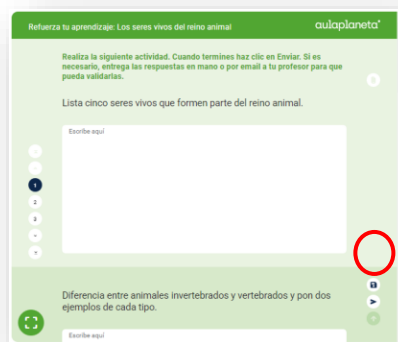 Refuerza tu aprendizaje: Los seres vivos del reino animal
aulaplaneta
Realiza la siguiente actividad. Cuando termines haz clic en Enviar. Si es
necesario, entrega las respuestas en mano o por email a tu profesor para que
pueda validarlas.
Lista cinco seres vivos que formen parte del reino animal.
Escribe aquí
1
2
3
Diferencia entre animales invertebrados y vertebrados y pon dos
ejemplos de cada tipo.
Escribe aquí